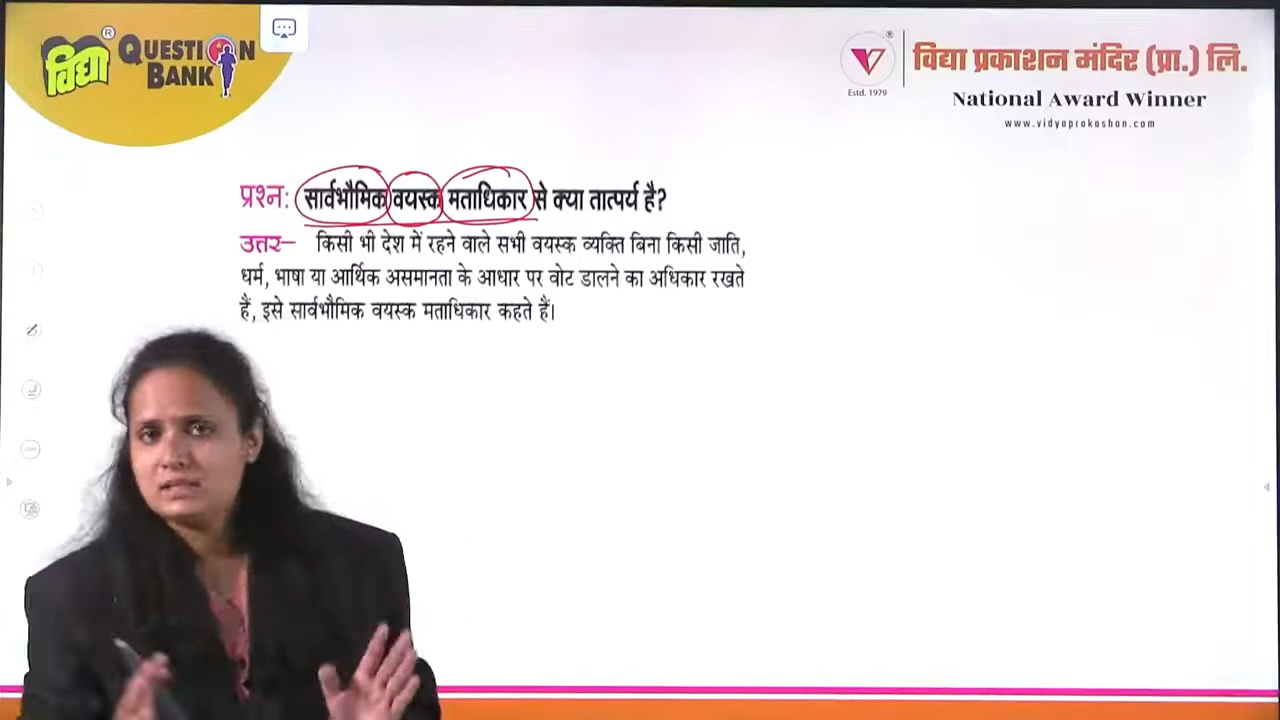 विद्या
®
QUESTION
BANK
®
Estd. 1979
विद्या प्रकाशन मंदिर (प्रा.) लि.
National Award Winner
www.vidyaprakashan.com
प्रश्न: सार्वभौमिक वयस्क मताधिकार से क्या तात्पर्य है?
उत्तर– किसी भी देश में रहने वाले सभी वयस्क व्यक्ति बिना किसी जाति,
धर्म, भाषा या आर्थिक असमानता के आधार पर वोट डालने का अधिकार रखते
हैं, इसे सार्वभौमिक वयस्क मताधिकार कहते हैं।